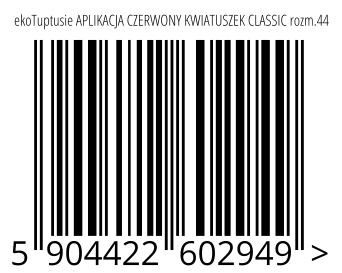 ekoTuptusie APLIKACJA CZERWONY KWIATUSZEK CLASSIC rozm.44
5 904422 602949 >